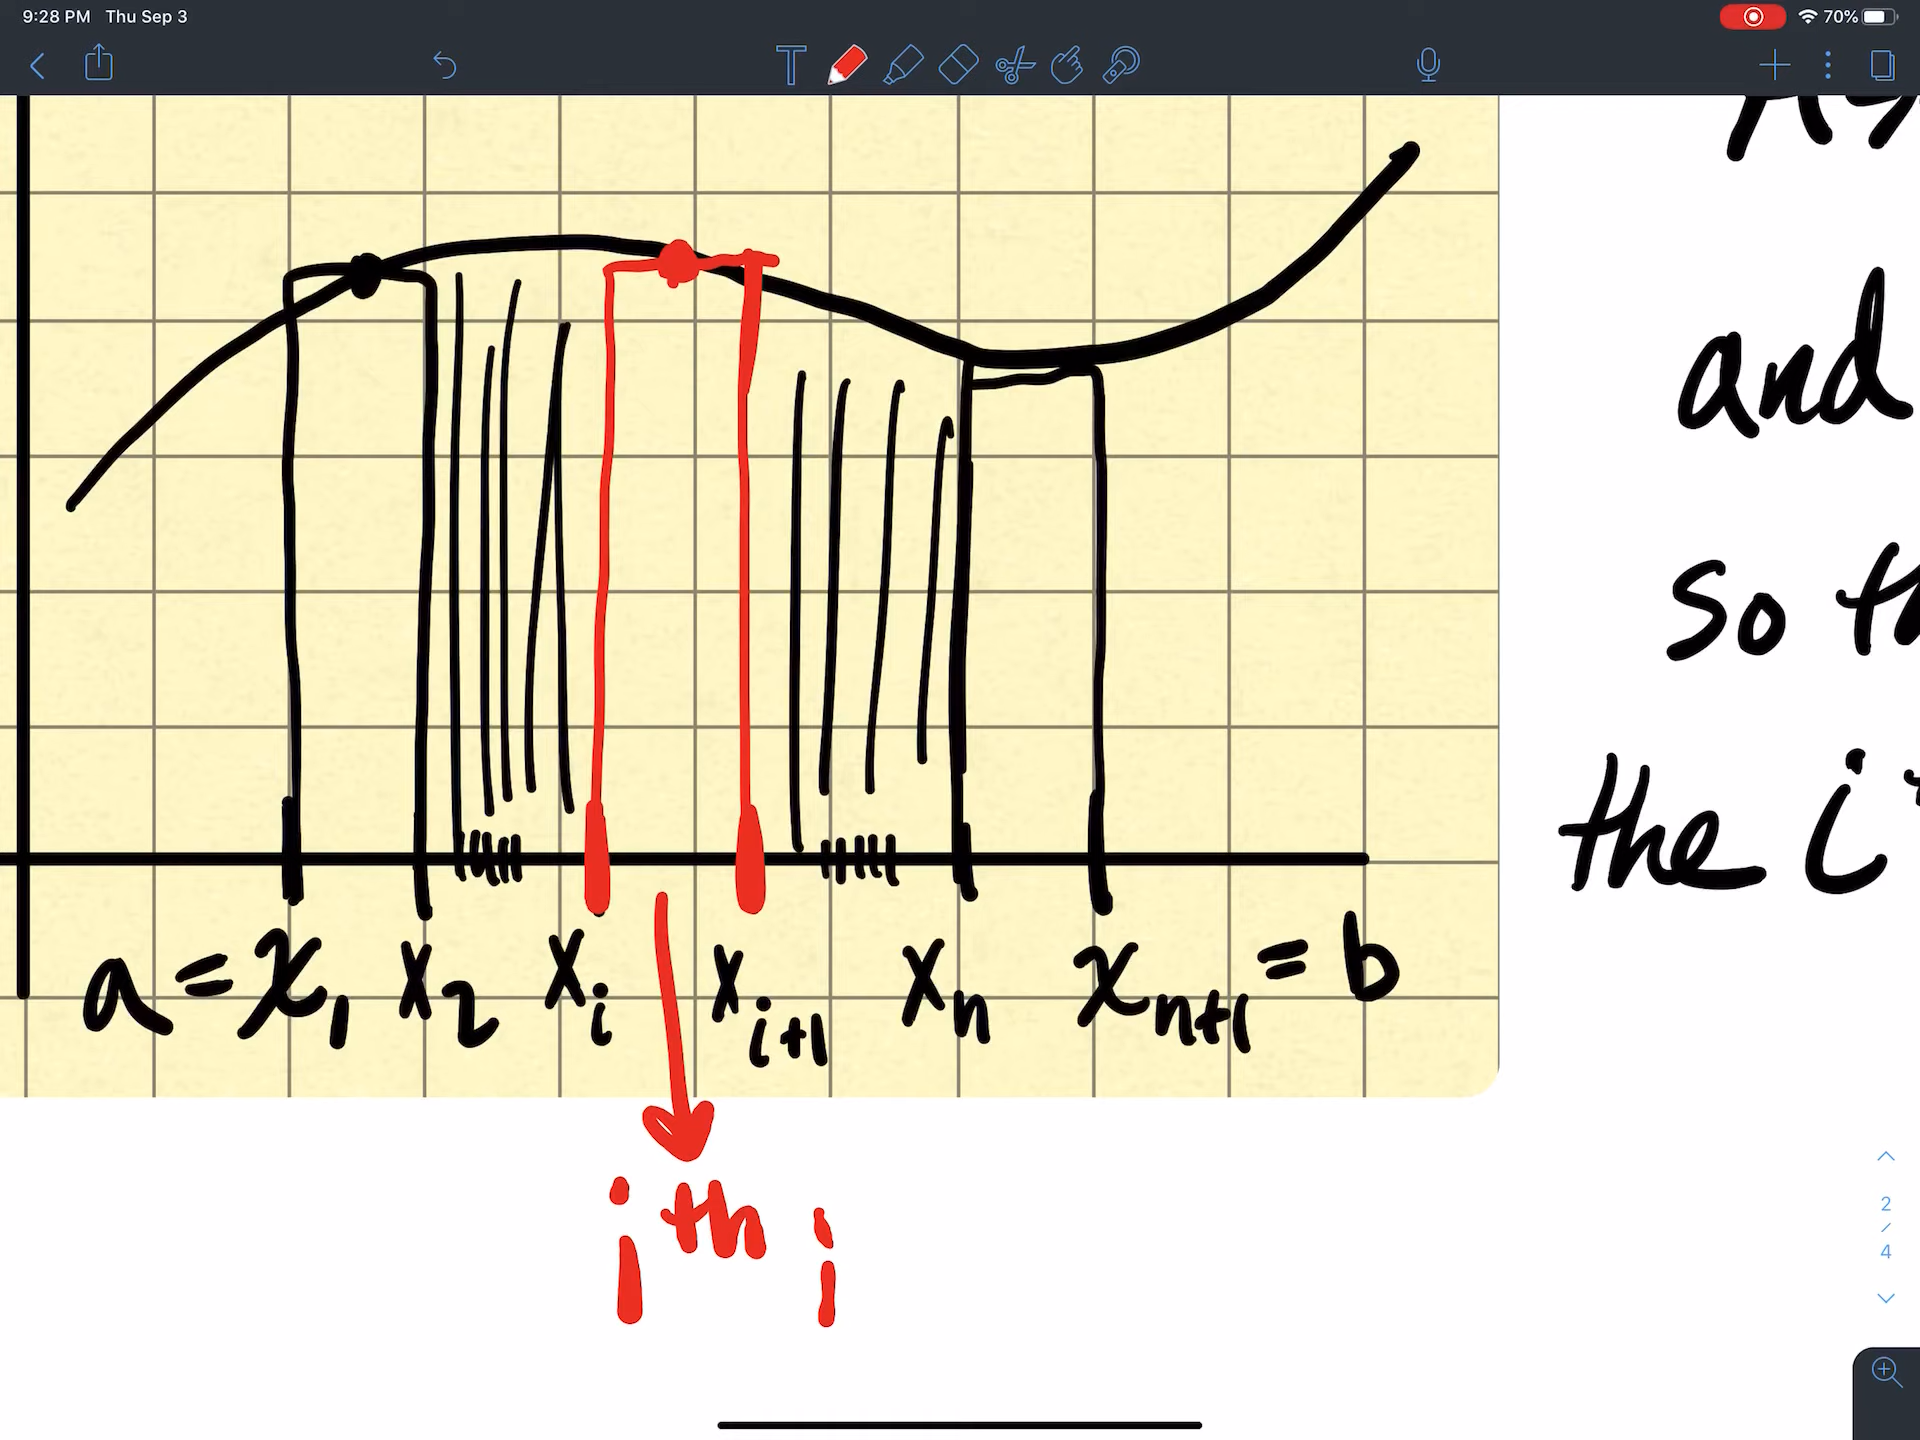 9:28 PM Thu Sep 3
70%
and
so th
the i
a = x₁ x₂ xᵢ xᵢ₊₁ xₙ xₙ₊₁ = b
iᵗʰ i
2
/
4